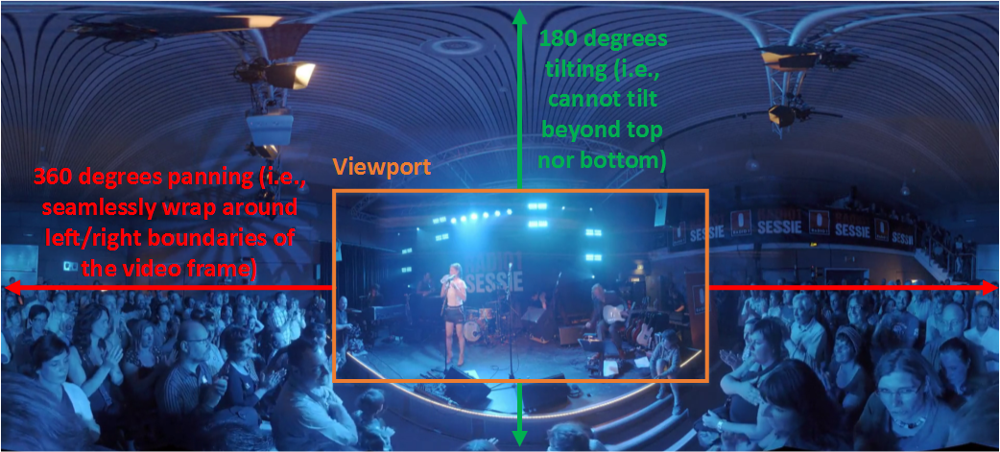 180 degrees
tilting (i.e.,
cannot tilt
beyond top
nor bottom)
Viewport
360 degrees panning (i.e.,
seamlessly wrap around
left/right boundaries of
the video frame)
SESSIE
SESSIE
SESSIE
SESSIE
SESSIE